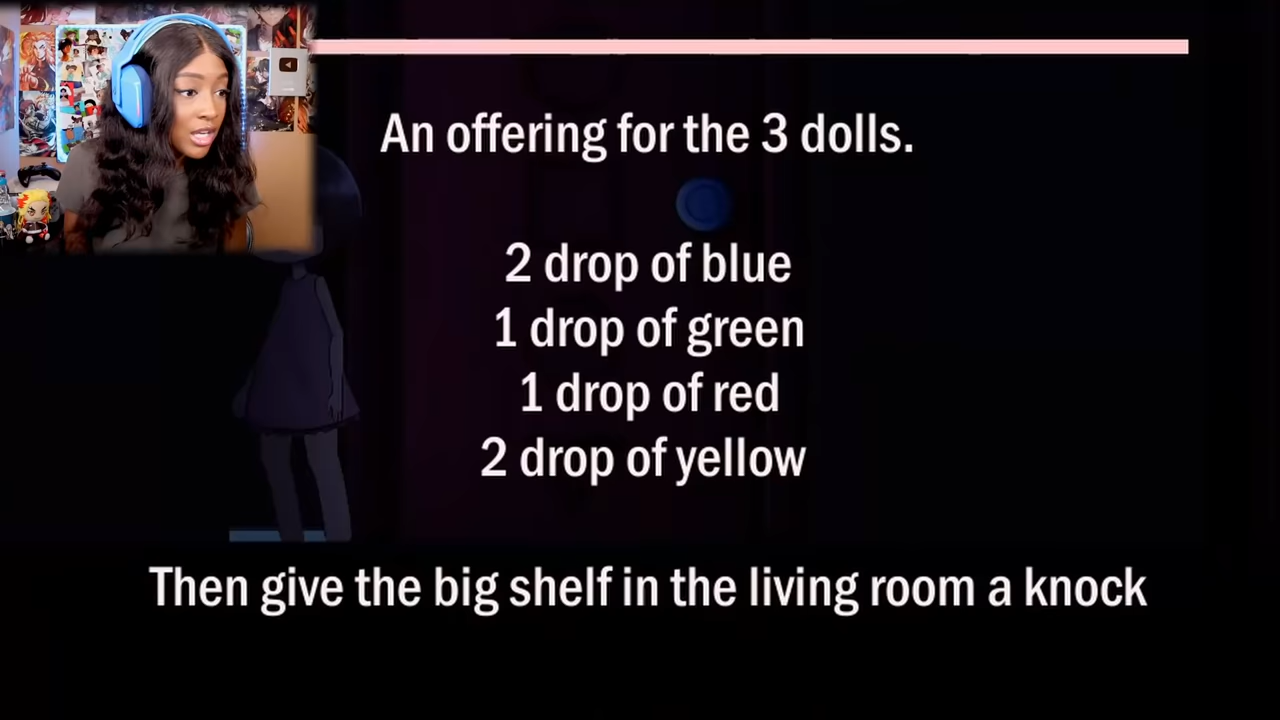 An offering for the 3 dolls.
2 drop of blue
1 drop of green
1 drop of red
2 drop of yellow
Then give the big shelf in the living room a knock